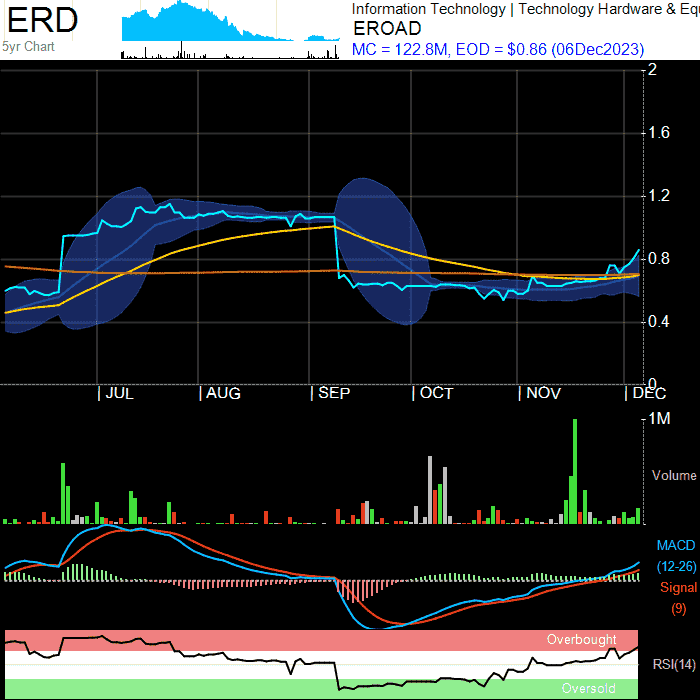 ERD
5yr Chart
Information Technology | Technology Hardware & Equ
EROAD
MC = 122.8M, EOD = $0.86 (06Dec2023)
2
1.6
1.2
0.8
0.4
0
| JUL | AUG | SEP | OCT | NOV | DEC
1M
Volume
MACD
(12-26)
Signal
(9)
Overbought
RSI(14)
Oversold